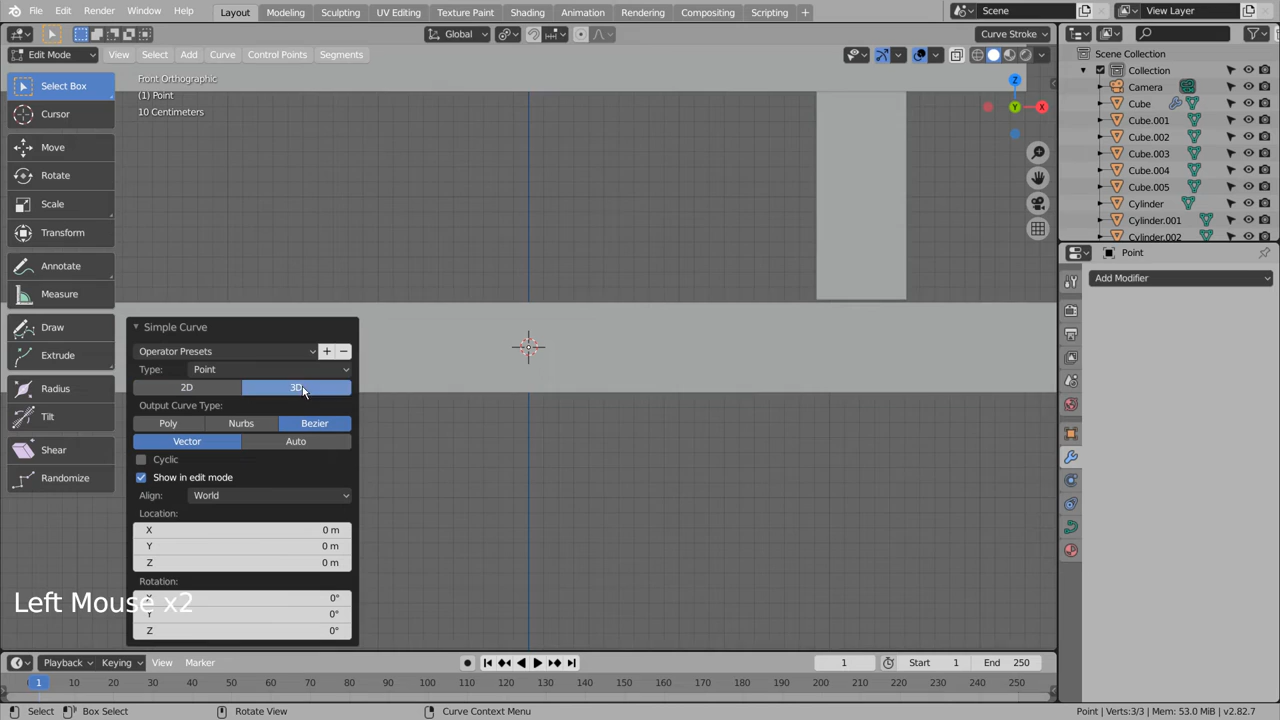 File Edit Render Window Help Layout Modeling Sculpting UV Editing Texture Paint Shading Animation Rendering Compositing Scripting + Scene View Layer
Global Curve Stroke
Edit Mode View Select Add Curve Control Points Segments
Front Orthographic
(1) Point
10 Centimeters
Z
Y
X
Select Box
Cursor
Move
Rotate
Scale
Transform
Annotate
Measure
Draw
Extrude
Radius
Tilt
Shear
Randomize
Simple Curve
Operator Presets
Type: Point
2D 3D
Output Curve Type:
Poly Nurbs Bezier
Vector Auto
Cyclic
Show in edit mode
Align: World
Location:
X 0 m
Y 0 m
Z 0 m
Rotation:
X 0°
Y 0°
Z 0°
Left Mouse x2
Scene Collection
Collection
Camera
Cube
Cube.001
Cube.002
Cube.003
Cube.004
Cube.005
Cylinder
Cylinder.001
Cylinder.002
Point
Add Modifier
Playback Keying View Marker 1 Start 1 End 250
1 10 20 30 40 50 60 70 80 90 100 110 120 130 140 150 160 170 180 190 200 210 220 230 240 250
Select Box Select Rotate View Curve Context Menu Point | Verts:3/3 | Mem: 53.0 MiB | v2.82.7